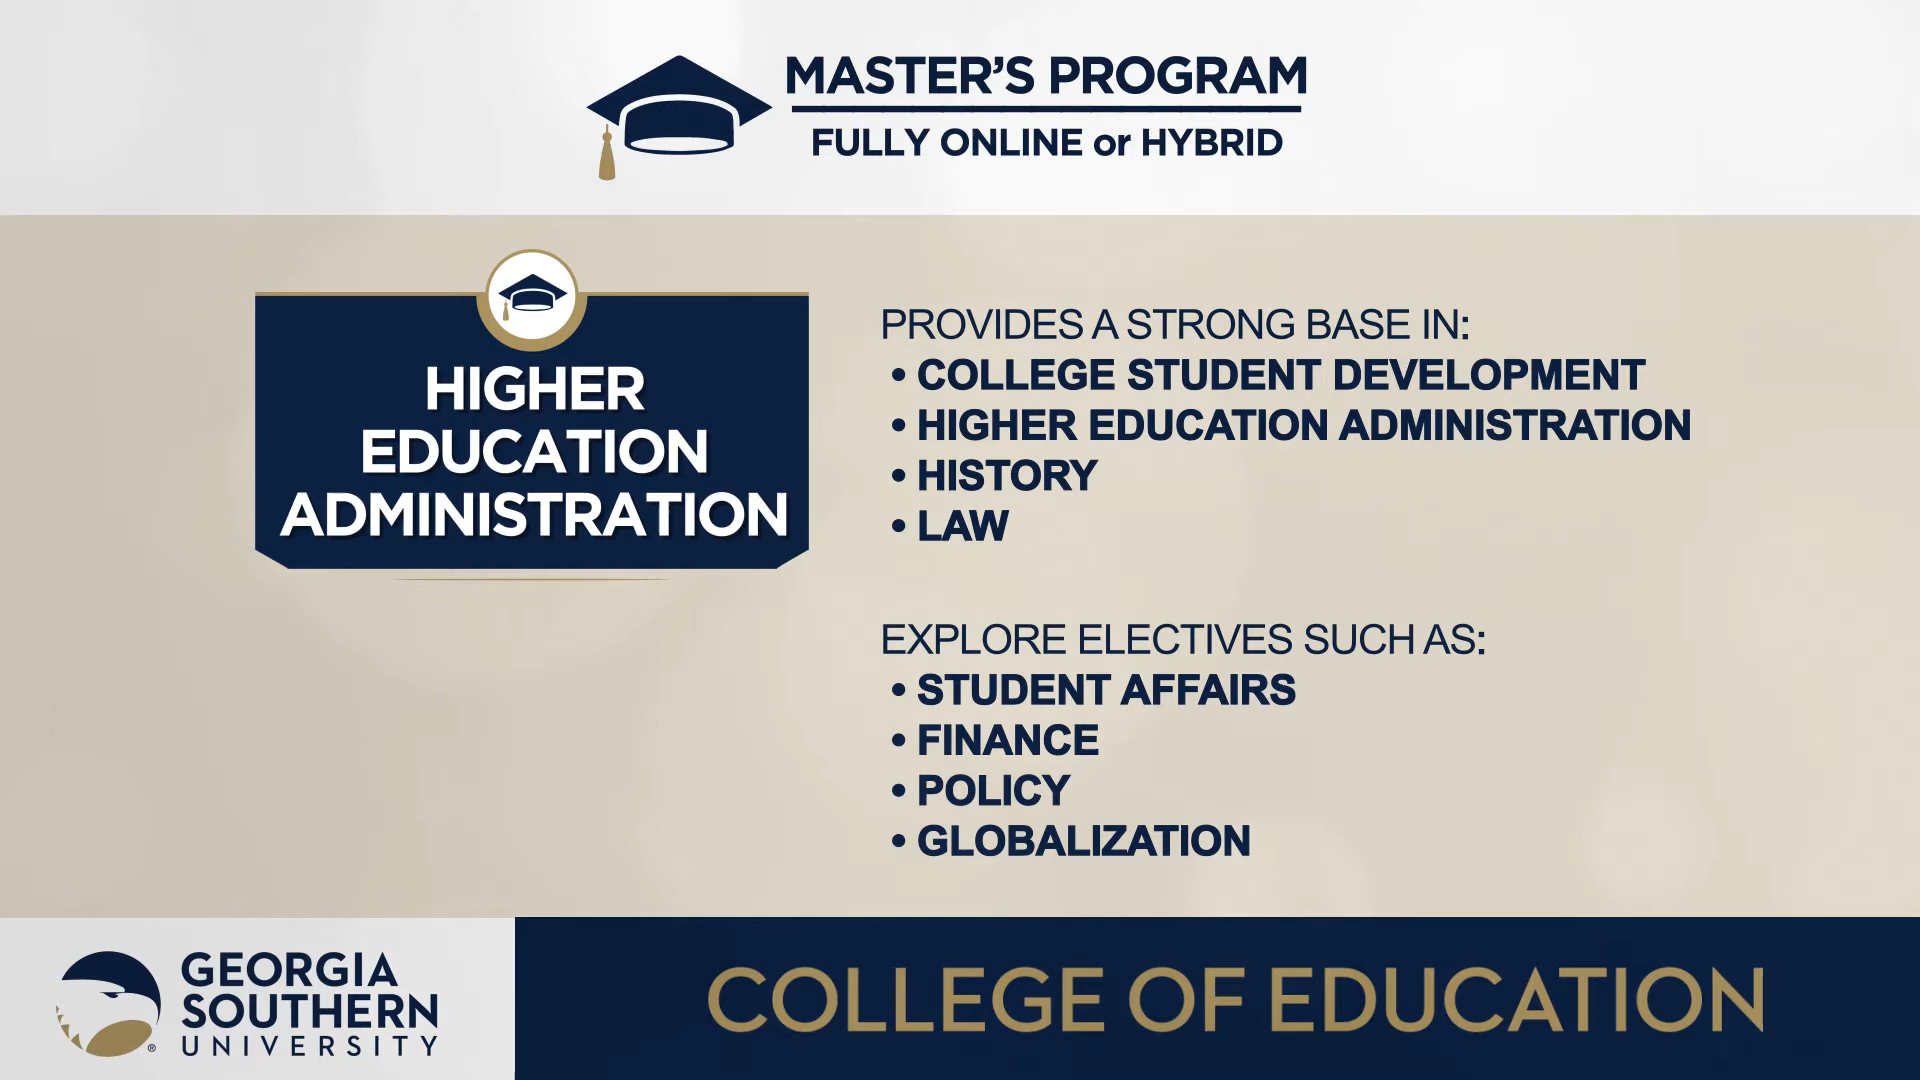 MASTER'S PROGRAM
FULLY ONLINE or HYBRID
HIGHER
EDUCATION
ADMINISTRATION
PROVIDES A STRONG BASE IN:
• COLLEGE STUDENT DEVELOPMENT
• HIGHER EDUCATION ADMINISTRATION
• HISTORY
• LAW
EXPLORE ELECTIVES SUCH AS:
• STUDENT AFFAIRS
• FINANCE
• POLICY
• GLOBALIZATION
GEORGIA
SOUTHERN
UNIVERSITY
®
COLLEGE OF EDUCATION